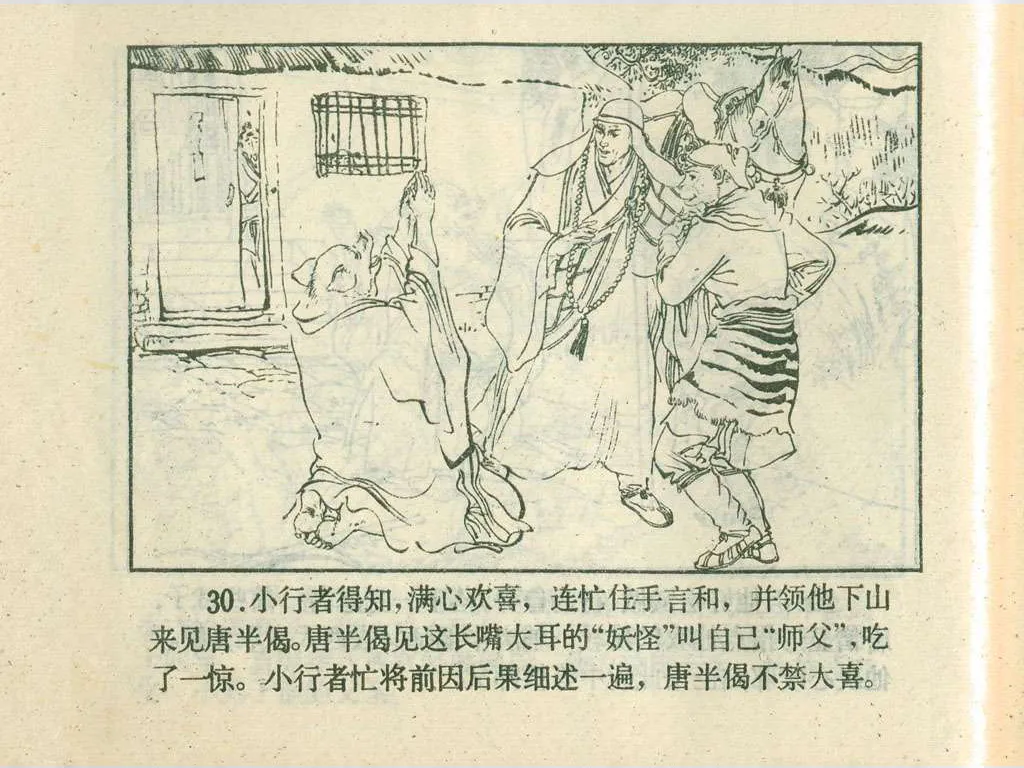 30.小行者得知,满心欢喜,连忙住手言和,并领他下山
来见唐半偈。唐半偈见这长嘴大耳的“妖怪”叫自己“师父”,吃
了一惊。小行者忙将前因后果细述一遍,唐半偈不禁大喜。